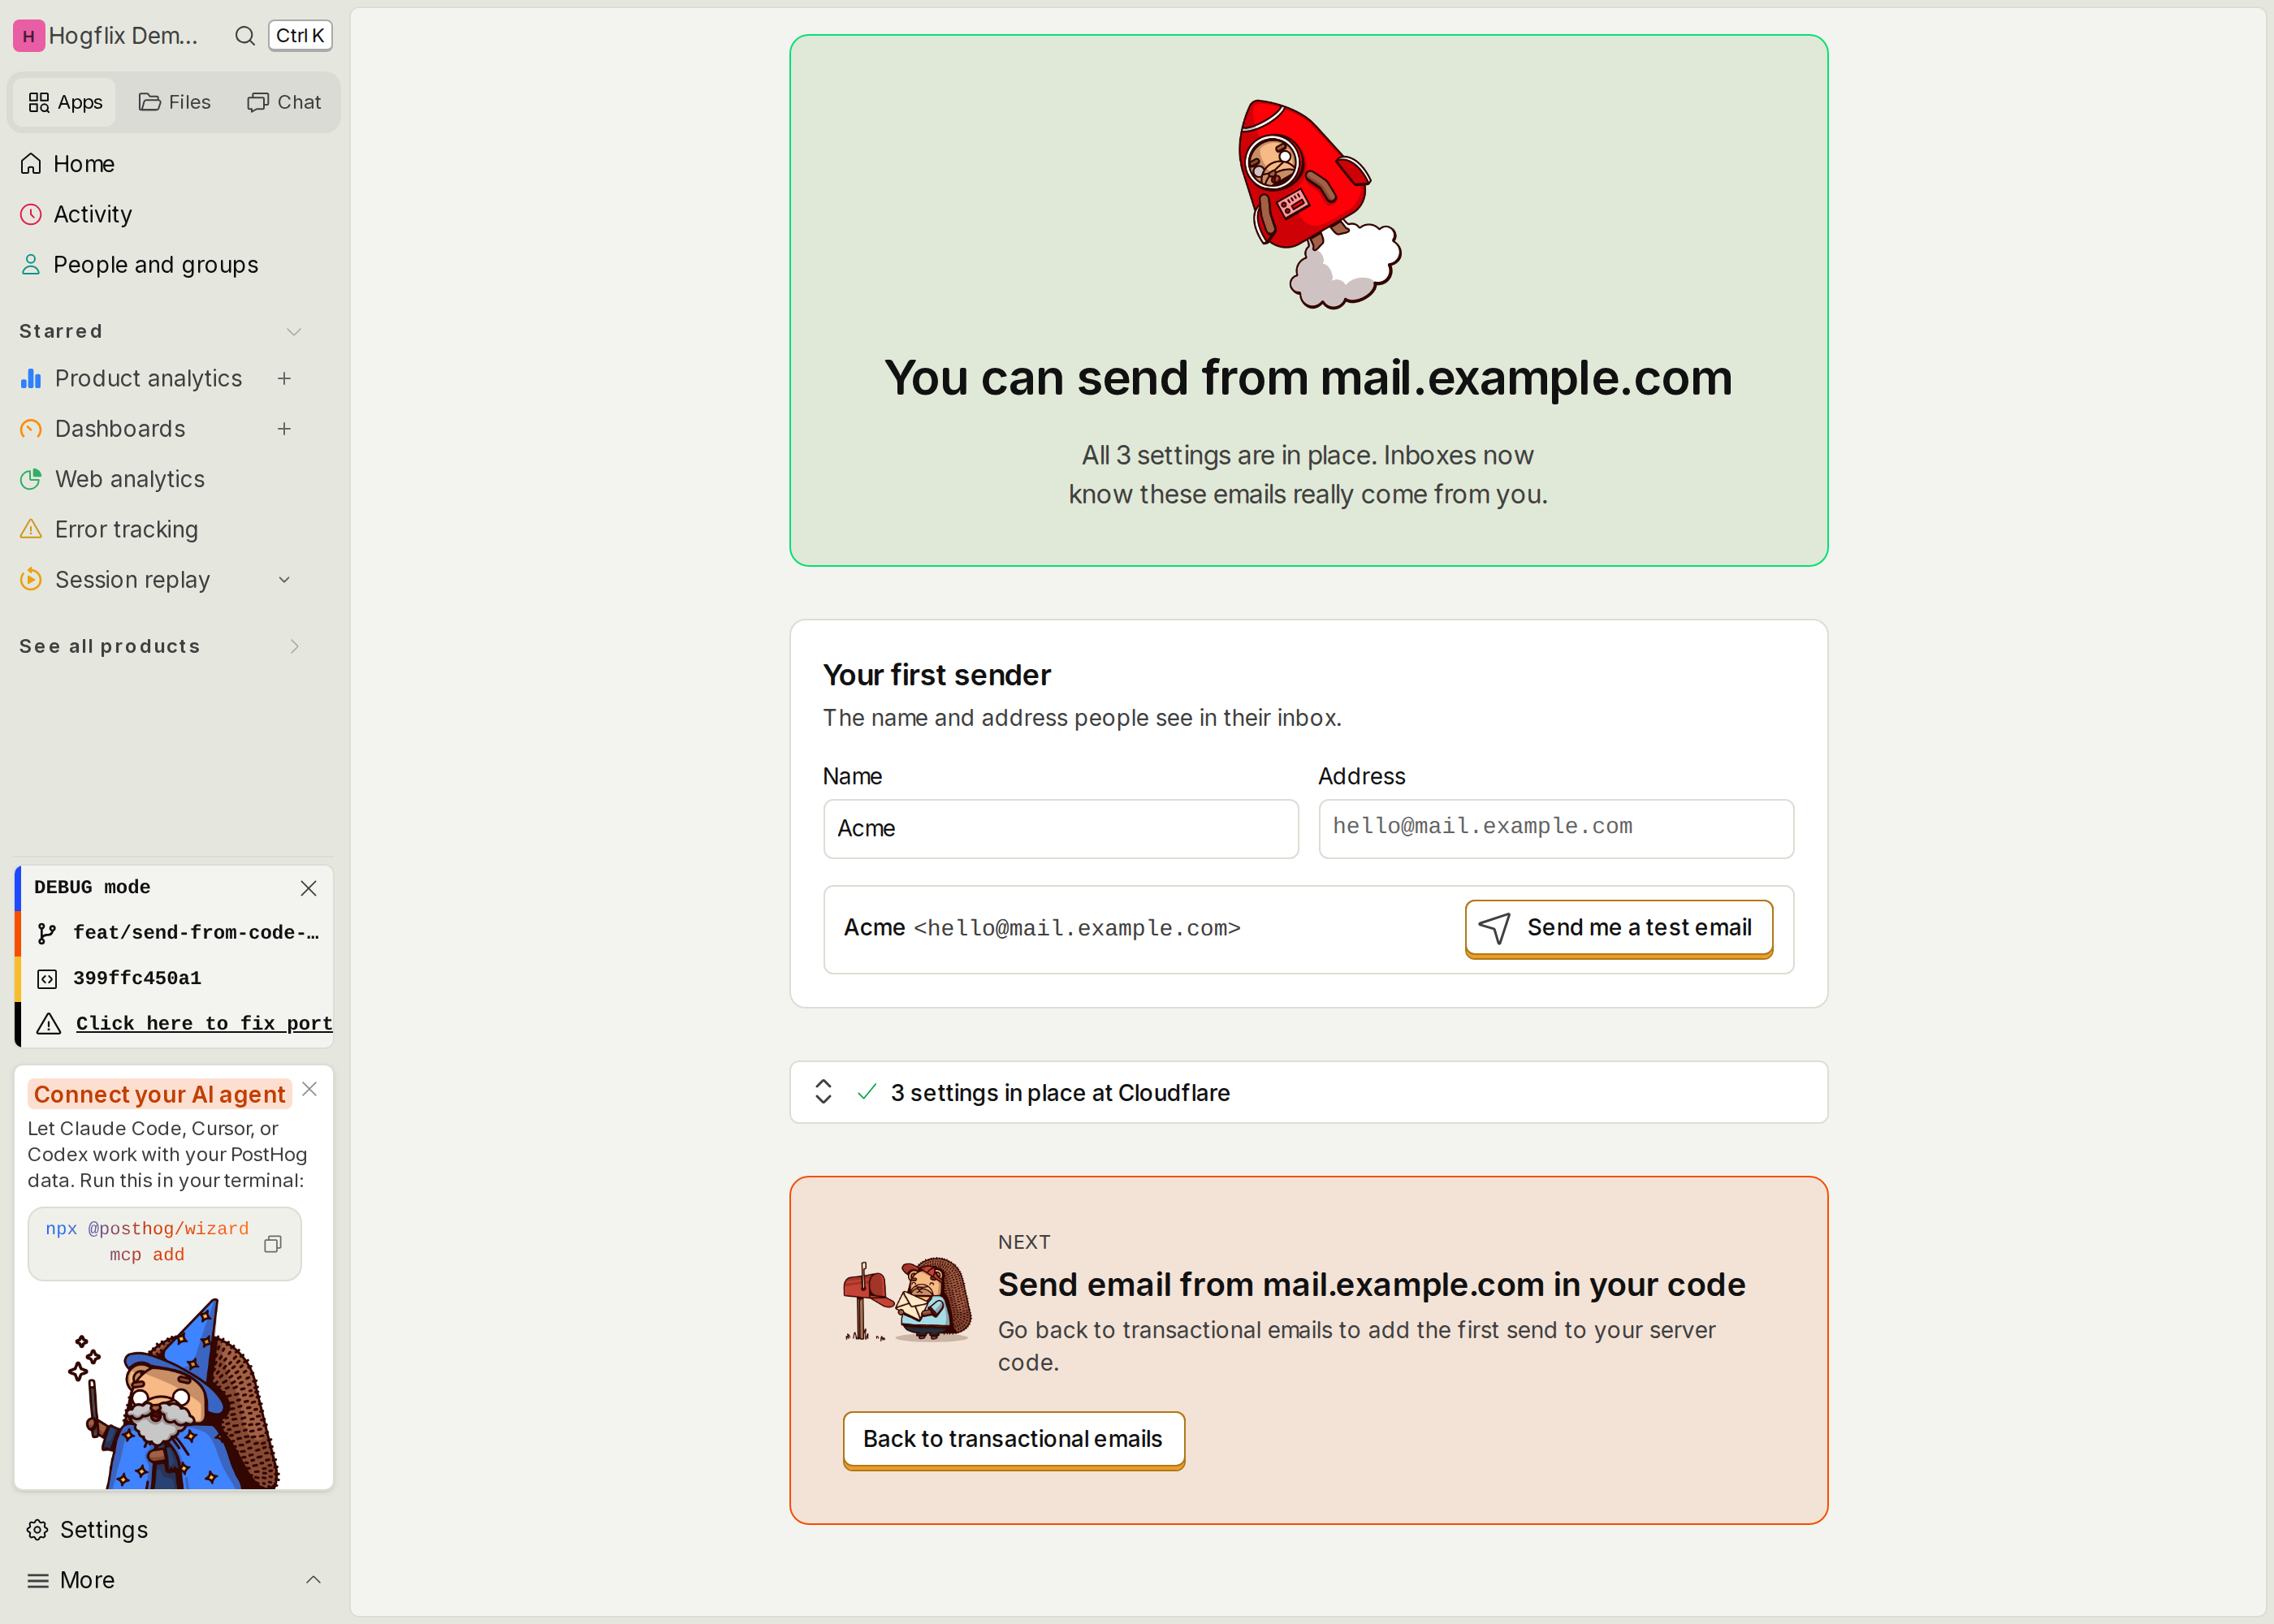 H Hogflix Dem... Ctrl K
Apps Files Chat
Home
Activity
People and groups
Starred
Product analytics
Dashboards
Web analytics
Error tracking
Session replay
See all products
DEBUG mode
feat/send-from-code-…
399ffc450a1
Click here to fix port
Connect your AI agent
Let Claude Code, Cursor, or
Codex work with your PostHog
data. Run this in your terminal:
npx @posthog/wizard
mcp add
Settings
More
You can send from mail.example.com
All 3 settings are in place. Inboxes now
know these emails really come from you.
Your first sender
The name and address people see in their inbox.
Name Address
Acme hello@mail.example.com
Acme <hello@mail.example.com> Send me a test email
3 settings in place at Cloudflare
NEXT
Send email from mail.example.com in your code
Go back to transactional emails to add the first send to your server
code.
Back to transactional emails